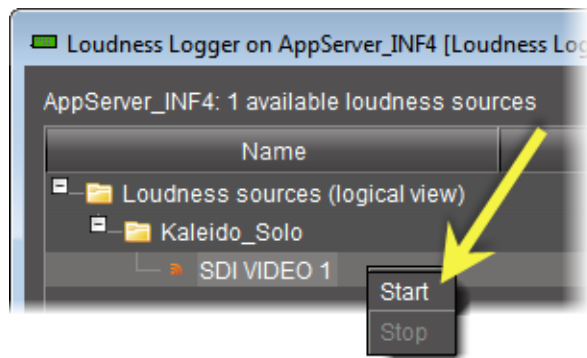 Loudness Logger on AppServer_INF4 [Loudness Log
AppServer_INF4: 1 available loudness sources
Name
Loudness sources (logical view)
Kaleido_Solo
SDI VIDEO 1
Start
Stop